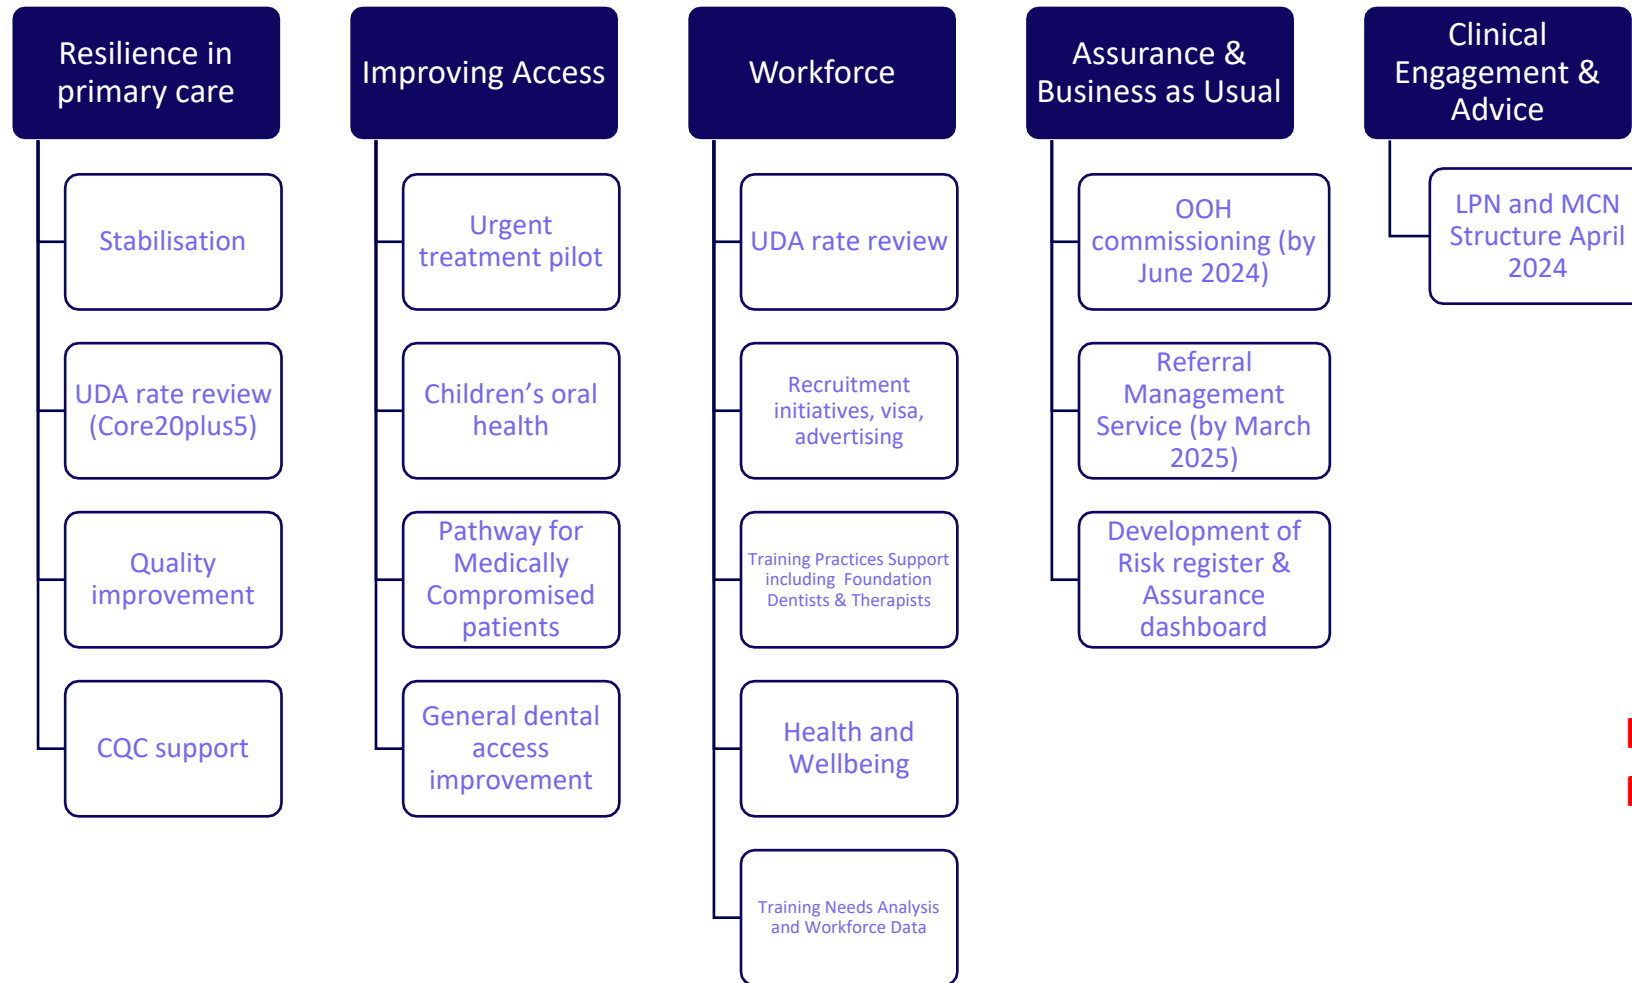 Resilience in
primary care
Stabilisation
UDA rate review
(Core20plus5)
Quality
improvement
CQC support
Improving Access
Urgent
treatment pilot
Children’s oral
health
Pathway for
Medically
Compromised
patients
General dental
access
improvement
Workforce
UDA rate review
Recruitment
initiatives, visa,
advertising
Training Practices Support
including Foundation
Dentists & Therapists
Health and
Wellbeing
Training Needs Analysis
and Workforce Data
Assurance &
Business as Usual
OOH
commissioning (by
June 2024)
Referral
Management
Service (by March
2025)
Development of
Risk register &
Assurance
dashboard
Clinical
Engagement &
Advice
LPN and MCN
Structure April
2024